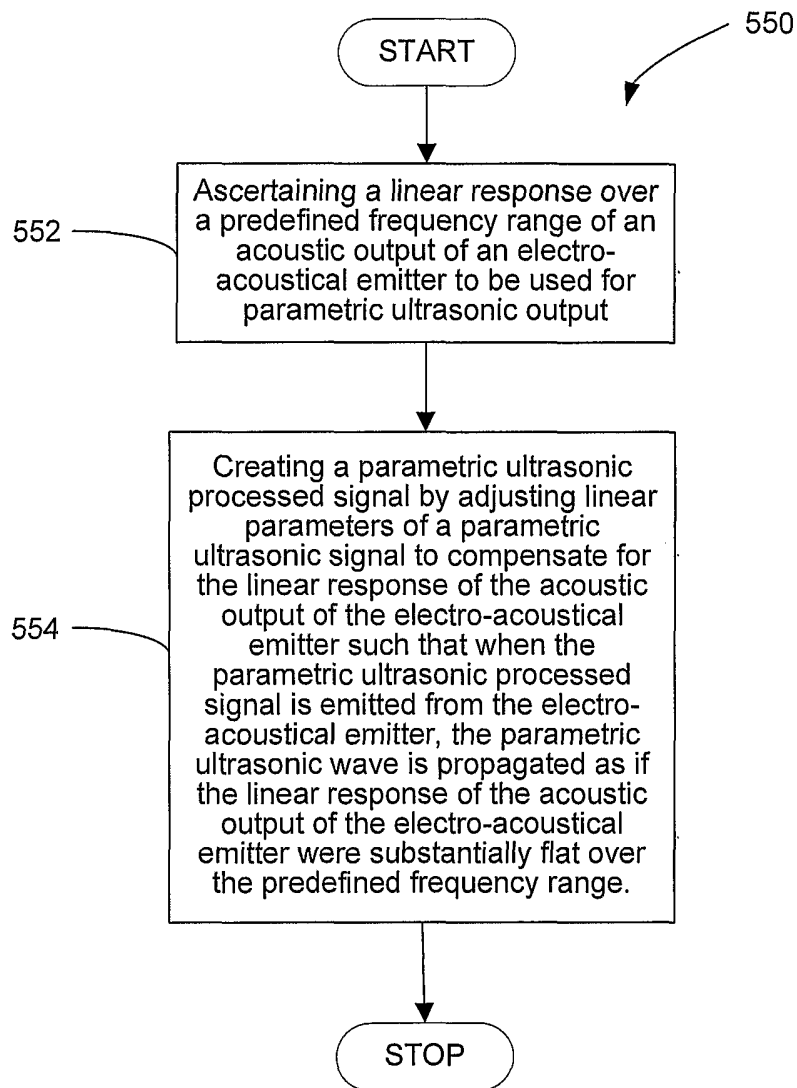 START
550
552
Ascertaining a linear response over
a predefined frequency range of an
acoustic output of an electro-
acoustical emitter to be used for
parametric ultrasonic output
554
Creating a parametric ultrasonic
processed signal by adjusting linear
parameters of a parametric
ultrasonic signal to compensate for
the linear response of the acoustic
output of the electro-acoustical
emitter such that when the
parametric ultrasonic processed
signal is emitted from the electro-
acoustical emitter, the parametric
ultrasonic wave is propagated as if
the linear response of the acoustic
output of the electro-acoustical
emitter were substantially flat over
the predefined frequency range.
STOP